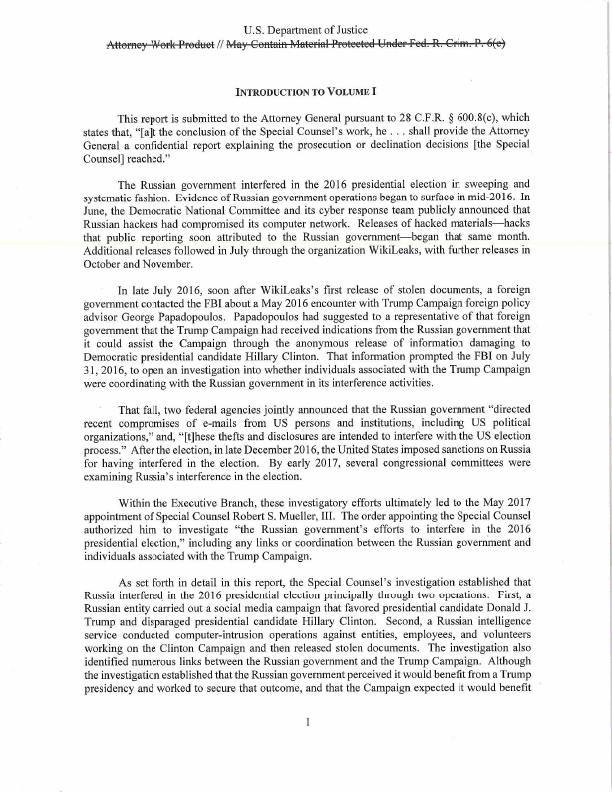 U.S. Department of Justice
Attorney Work Product // May Contain Material Protected Under Fed. R. Crim. P. 6(e)
INTRODUCTION TO VOLUME I
This report is submitted to the Attorney General pursuant to 28 C.F.R. § 600.8(c), which
states that, “[a]t the conclusion of the Special Counsel’s work, he . . . shall provide the Attorney
General a confidential report explaining the prosecution or declination decisions [the Special
Counsel] reached.”
The Russian government interfered in the 2016 presidential election in sweeping and
systematic fashion. Evidence of Russian government operations began to surface in mid-2016. In
June, the Democratic National Committee and its cyber response team publicly announced that
Russian hackers had compromised its computer network. Releases of hacked materials—hacks
that public reporting soon attributed to the Russian government—began that same month.
Additional releases followed in July through the organization WikiLeaks, with further releases in
October and November.
In late July 2016, soon after WikiLeaks’s first release of stolen documents, a foreign
government contacted the FBI about a May 2016 encounter with Trump Campaign foreign policy
advisor George Papadopoulos. Papadopoulos had suggested to a representative of that foreign
government that the Trump Campaign had received indications from the Russian government that
it could assist the Campaign through the anonymous release of information damaging to
Democratic presidential candidate Hillary Clinton. That information prompted the FBI on July
31, 2016, to open an investigation into whether individuals associated with the Trump Campaign
were coordinating with the Russian government in its interference activities.
That fall, two federal agencies jointly announced that the Russian government “directed
recent compromises of e-mails from US persons and institutions, including US political
organizations,” and, “[t]hese thefts and disclosures are intended to interfere with the US election
process.” After the election, in late December 2016, the United States imposed sanctions on Russia
for having interfered in the election. By early 2017, several congressional committees were
examining Russia’s interference in the election.
Within the Executive Branch, these investigatory efforts ultimately led to the May 2017
appointment of Special Counsel Robert S. Mueller, III. The order appointing the Special Counsel
authorized him to investigate “the Russian government’s efforts to interfere in the 2016
presidential election,” including any links or coordination between the Russian government and
individuals associated with the Trump Campaign.
As set forth in detail in this report, the Special Counsel’s investigation established that
Russia interfered in the 2016 presidential election principally through two operations. First, a
Russian entity carried out a social media campaign that favored presidential candidate Donald J.
Trump and disparaged presidential candidate Hillary Clinton. Second, a Russian intelligence
service conducted computer-intrusion operations against entities, employees, and volunteers
working on the Clinton Campaign and then released stolen documents. The investigation also
identified numerous links between the Russian government and the Trump Campaign. Although
the investigation established that the Russian government perceived it would benefit from a Trump
presidency and worked to secure that outcome, and that the Campaign expected it would benefit
1